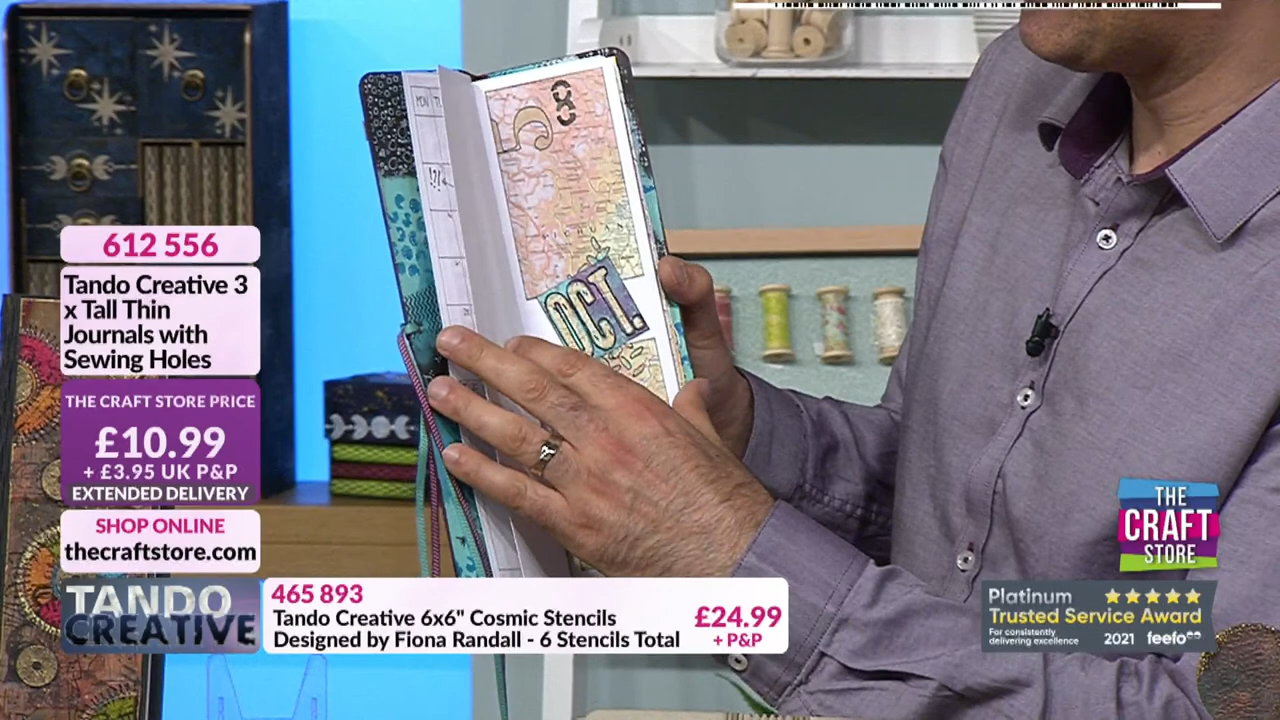 612 556
Tando Creative 3
x Tall Thin
Journals with
Sewing Holes
THE CRAFT STORE PRICE
£10.99
+ £3.95 UK P&P
EXTENDED DELIVERY
SHOP ONLINE
thecraftstore.com
TANDO
CREATIVE
465 893
Tando Creative 6x6" Cosmic Stencils
Designed by Fiona Randall - 6 Stencils Total
£24.99
+ P&P
MON
5
8
OCT.
THE
CRAFT
STORE
Platinum
Trusted Service Award
For consistently
delivering excellence
2021 feefo